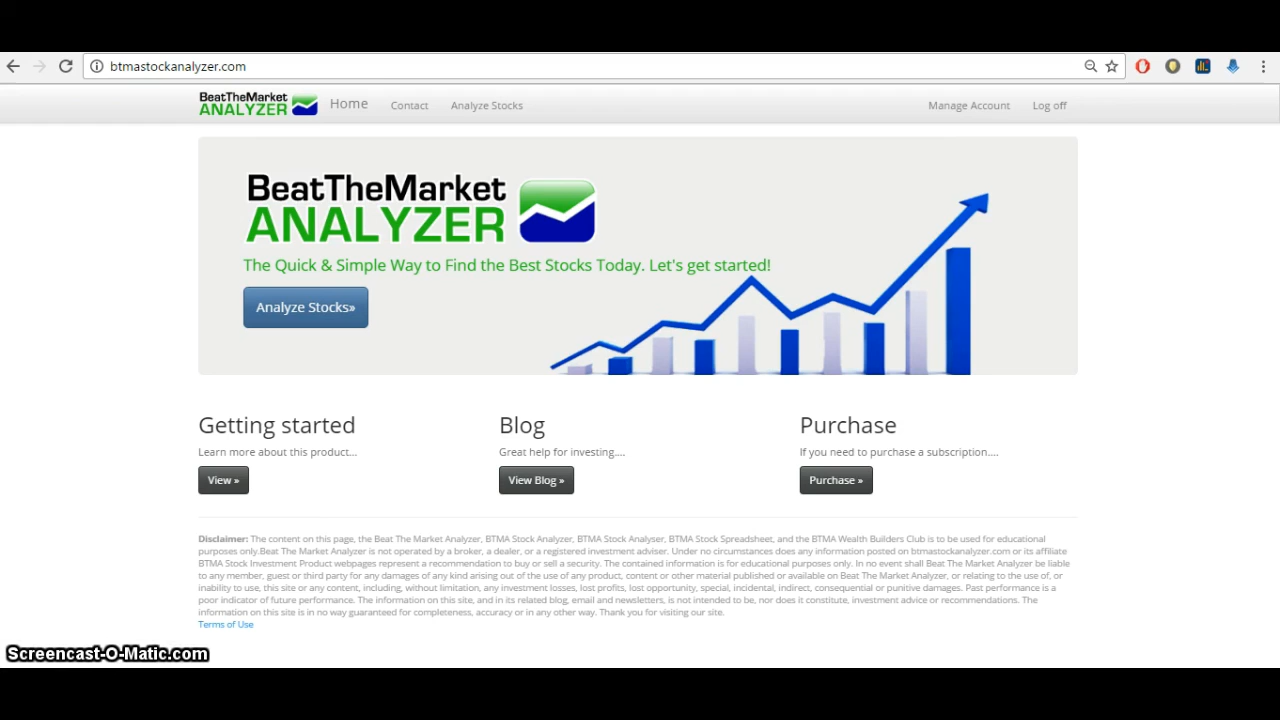 btmastockanalyzer.com
BeatTheMarket
ANALYZER
Home Contact Analyze Stocks Manage Account Log off
BeatTheMarket
ANALYZER
The Quick & Simple Way to Find the Best Stocks Today. Let's get started!
Analyze Stocks»
Getting started
Learn more about this product...
View »
Blog
Great help for investing....
View Blog »
Purchase
If you need to purchase a subscription....
Purchase »
Disclaimer: The content on this page, the Beat The Market Analyzer, BTMA Stock Analyzer, BTMA Stock Analyser, BTMA Stock Spreadsheet, and the BTMA Wealth Builders Club is to be used for educational
purposes only.Beat The Market Analyzer is not operated by a broker, a dealer, or a registered investment adviser. Under no circumstances does any information posted on btmastockanalyzer.com or its affiliate
BTMA Stock Investment Product webpages represent a recommendation to buy or sell a security. The contained information is for educational purposes only. In no event shall Beat The Market Analyzer be liable
to any member, guest or third party for any damages of any kind arising out of the use of any product, content or other material published or available on Beat The Market Analyzer, or relating to the use of, or
inability to use, this site or any content, including, without limitation, any investment losses, lost profits, lost opportunity, special, incidental, indirect, consequential or punitive damages. Past performance is a
poor indicator of future performance. The information on this site, and in its related blog, email and newsletters, is not intended to be, nor does it constitute, investment advice or recommendations. The
information on this site is in no way guaranteed for completeness, accuracy or in any other way. Thank you for visiting our site.
Terms of Use
Screencast-O-Matic.com